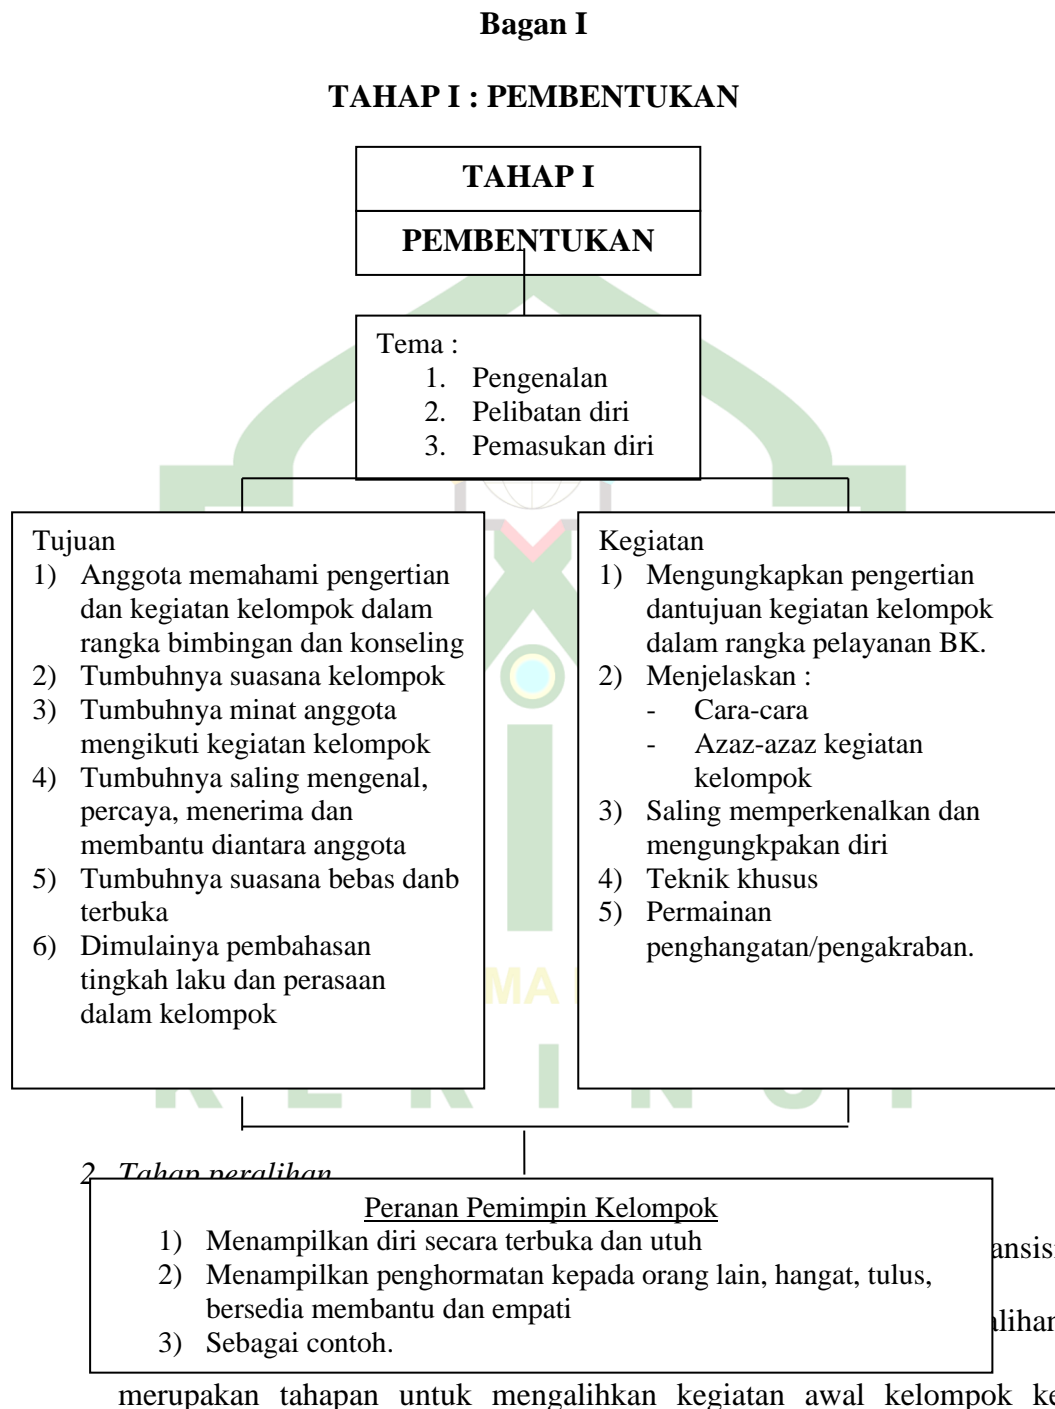 Bagan I
TAHAP I : PEMBENTUKAN
TAHAP I
PEMBENTUKAN
Tema :
1. Pengenalan
2. Pelibatan diri
3. Pemasukan diri
Tujuan
1) Anggota memahami pengertian
dan kegiatan kelompok dalam
rangka bimbingan dan konseling
2) Tumbuhnya suasana kelompok
3) Tumbuhnya minat anggota
mengikuti kegiatan kelompok
4) Tumbuhnya saling mengenal,
percaya, menerima dan
membantu diantara anggota
5) Tumbuhnya suasana bebas danb
terbuka
6) Dimulainya pembahasan
tingkah laku dan perasaan
dalam kelompok
Kegiatan
1) Mengungkapkan pengertian
dantujuan kegiatan kelompok
dalam rangka pelayanan BK.
2) Menjelaskan :
- Cara-cara
- Azaz-azaz kegiatan
kelompok
3) Saling memperkenalkan dan
mengungkpakan diri
4) Teknik khusus
5) Permainan
penghangatan/pengakraban.
MA
K E R I N C I
2. Tahap peralihan
Peranan Pemimpin Kelompok
1) Menampilkan diri secara terbuka dan utuh
2) Menampilkan penghormatan kepada orang lain, hangat, tulus,
bersedia membantu dan empati
3) Sebagai contoh.
ansisi
alihan
merupakan tahapan untuk mengalihkan kegiatan awal kelompok ke